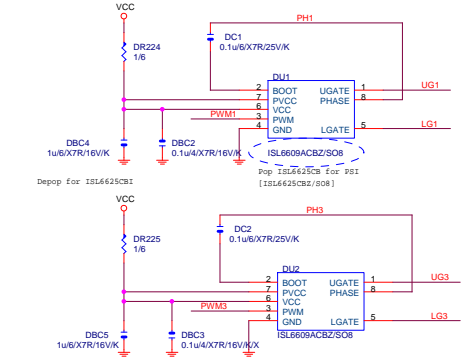 VCC
PH1
DR224
1/6
DC1
0.1u/6/X7R/25V/K
DU1
2 BOOT UGATE 1 UG1
7 PVCC PHASE 8
6 VCC
PWM1 3 PWM
4 GND LGATE 5 LG1
DBC4
1u/6/X7R/16V/K
DBC2
0.1u/4/X7R/16V/K
ISL6609ACBZ/SO8
Pop ISL6625CB for PSI
[ISL6625CBZ/SO8]
Depop for ISL6625CBI
VCC
PH3
DR225
1/6
DC2
0.1u/6/X7R/25V/K
DU2
2 BOOT UGATE 1 UG3
7 PVCC PHASE 8
6 VCC
PWM3 3 PWM
4 GND LGATE 5 LG3
DBC5
1u/6/X7R/16V/K
DBC3
0.1u/4/X7R/16V/K/X
ISL6609ACBZ/SO8